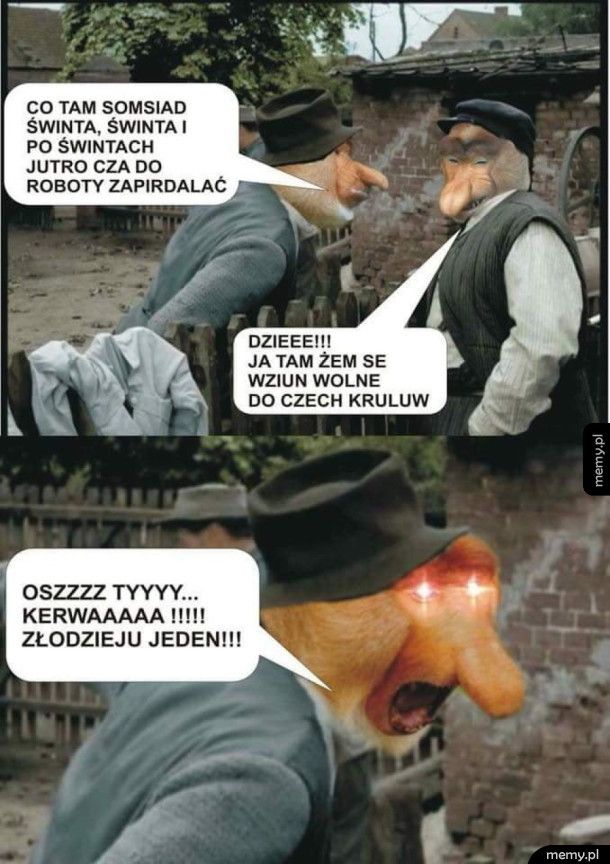 CO TAM SOMSIAD
ŚWINTA, ŚWINTA I
PO ŚWINTACH
JUTRO CZA DO
ROBOTY ZAPIRDALAĆ
DZIEEE!!!
JA TAM ŻEM SE
WZIUN WOLNE
DO CZECH KRULUW
memy.pl
OSZZZZ TYYYY...
KERWAAAAA !!!!!
ZŁODZIEJU JEDEN!!!
memy.pl